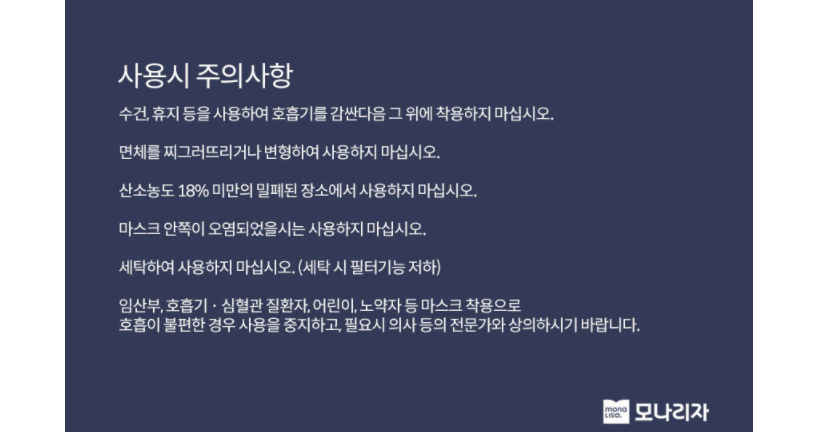 사용시 주의사항
수건, 휴지 등을 사용하여 호흡기를 감싼다음 그 위에 착용하지 마십시오.
면체를 찌그러뜨리거나 변형하여 사용하지 마십시오.
산소농도 18% 미만의 밀폐된 장소에서 사용하지 마십시오.
마스크 안쪽이 오염되었을시는 사용하지 마십시오.
세탁하여 사용하지 마십시오. (세탁 시 필터기능 저하)
임산부, 호흡기 · 심혈관 질환자, 어린이, 노약자 등 마스크 착용으로
호흡이 불편한 경우 사용을 중지하고, 필요시 의사 등의 전문가와 상의하시기 바랍니다.
mona
LISA.
모나리자